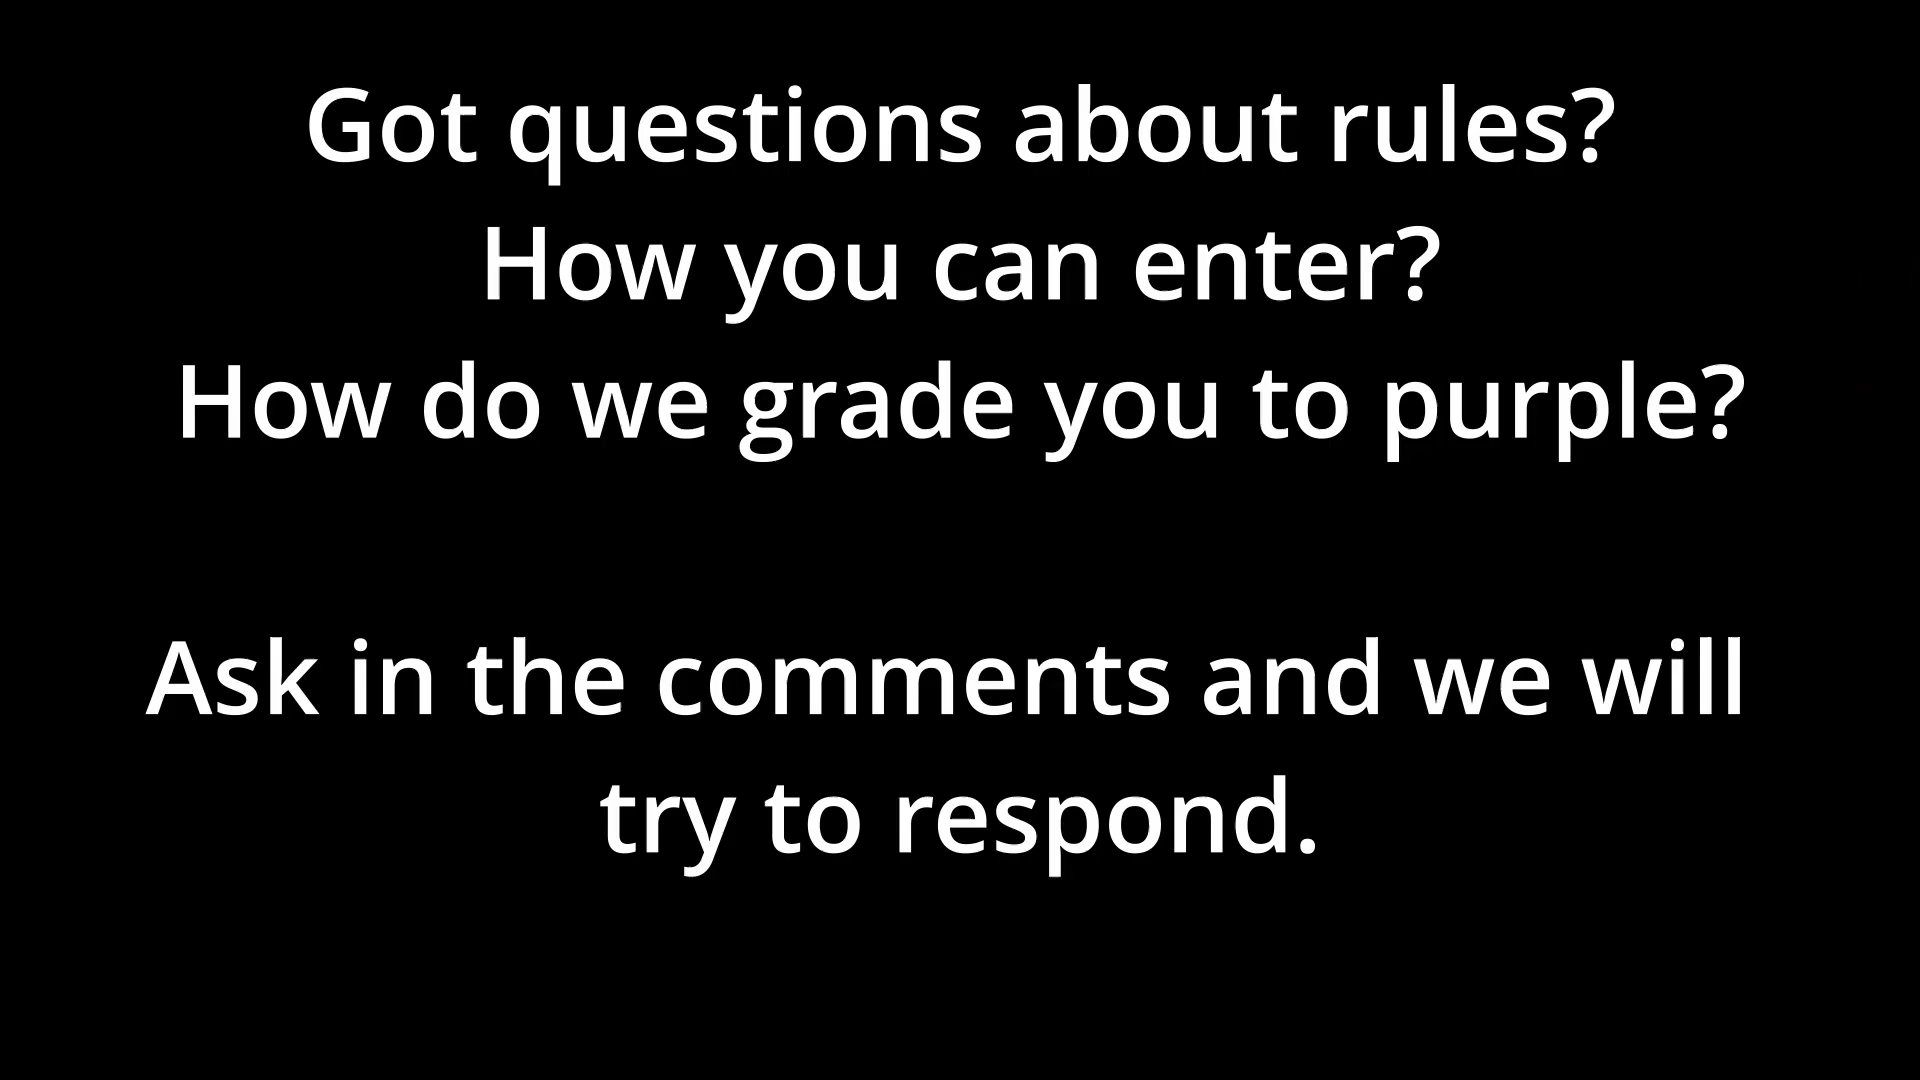 Got questions about rules?
How you can enter?
How do we grade you to purple?
Ask in the comments and we will
try to respond.